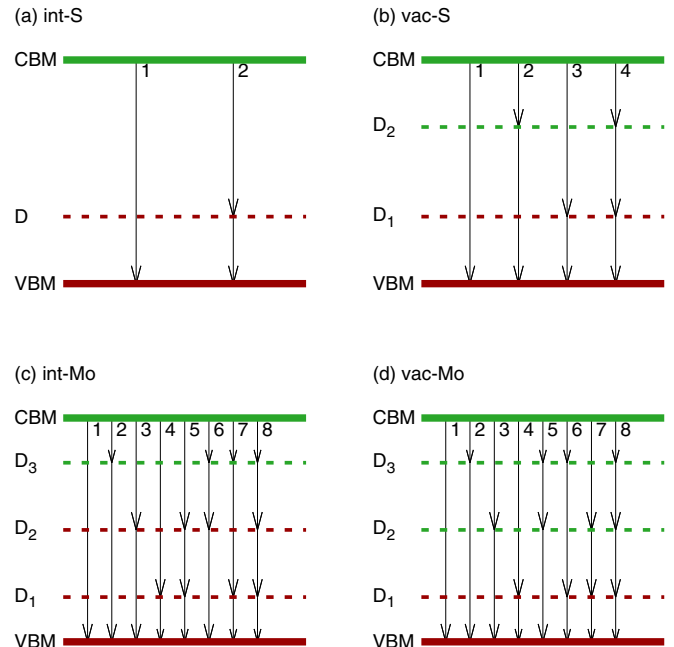 (a) int-S
CBM
1 2
D
VBM
(b) vac-S
CBM
1 2 3 4
D2
D1
VBM
(c) int-Mo
CBM
1 2 3 4 5 6 7 8
D3
D2
D1
VBM
(d) vac-Mo
CBM
1 2 3 4 5 6 7 8
D3
D2
D1
VBM